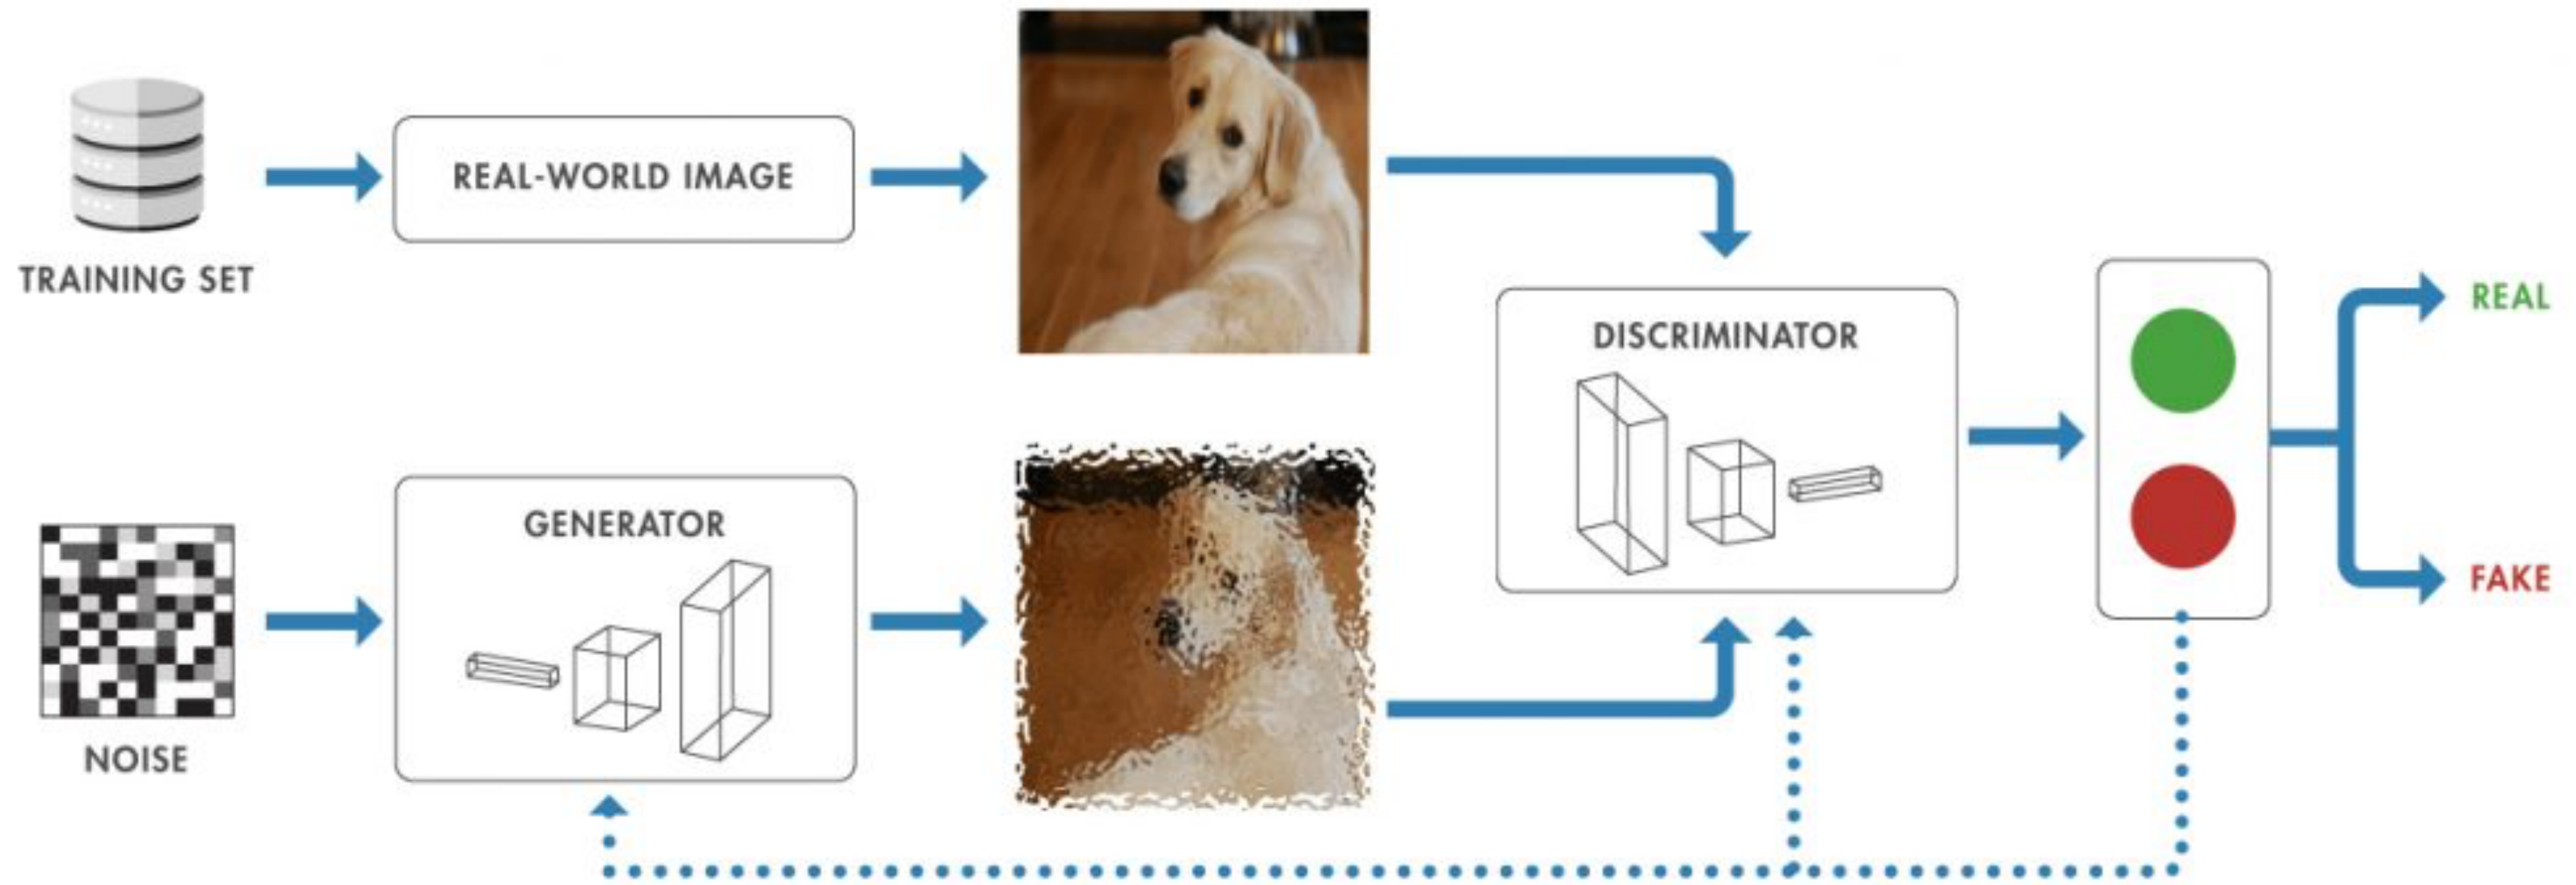 TRAINING SET
REAL-WORLD IMAGE
NOISE
GENERATOR
DISCRIMINATOR
REAL
FAKE